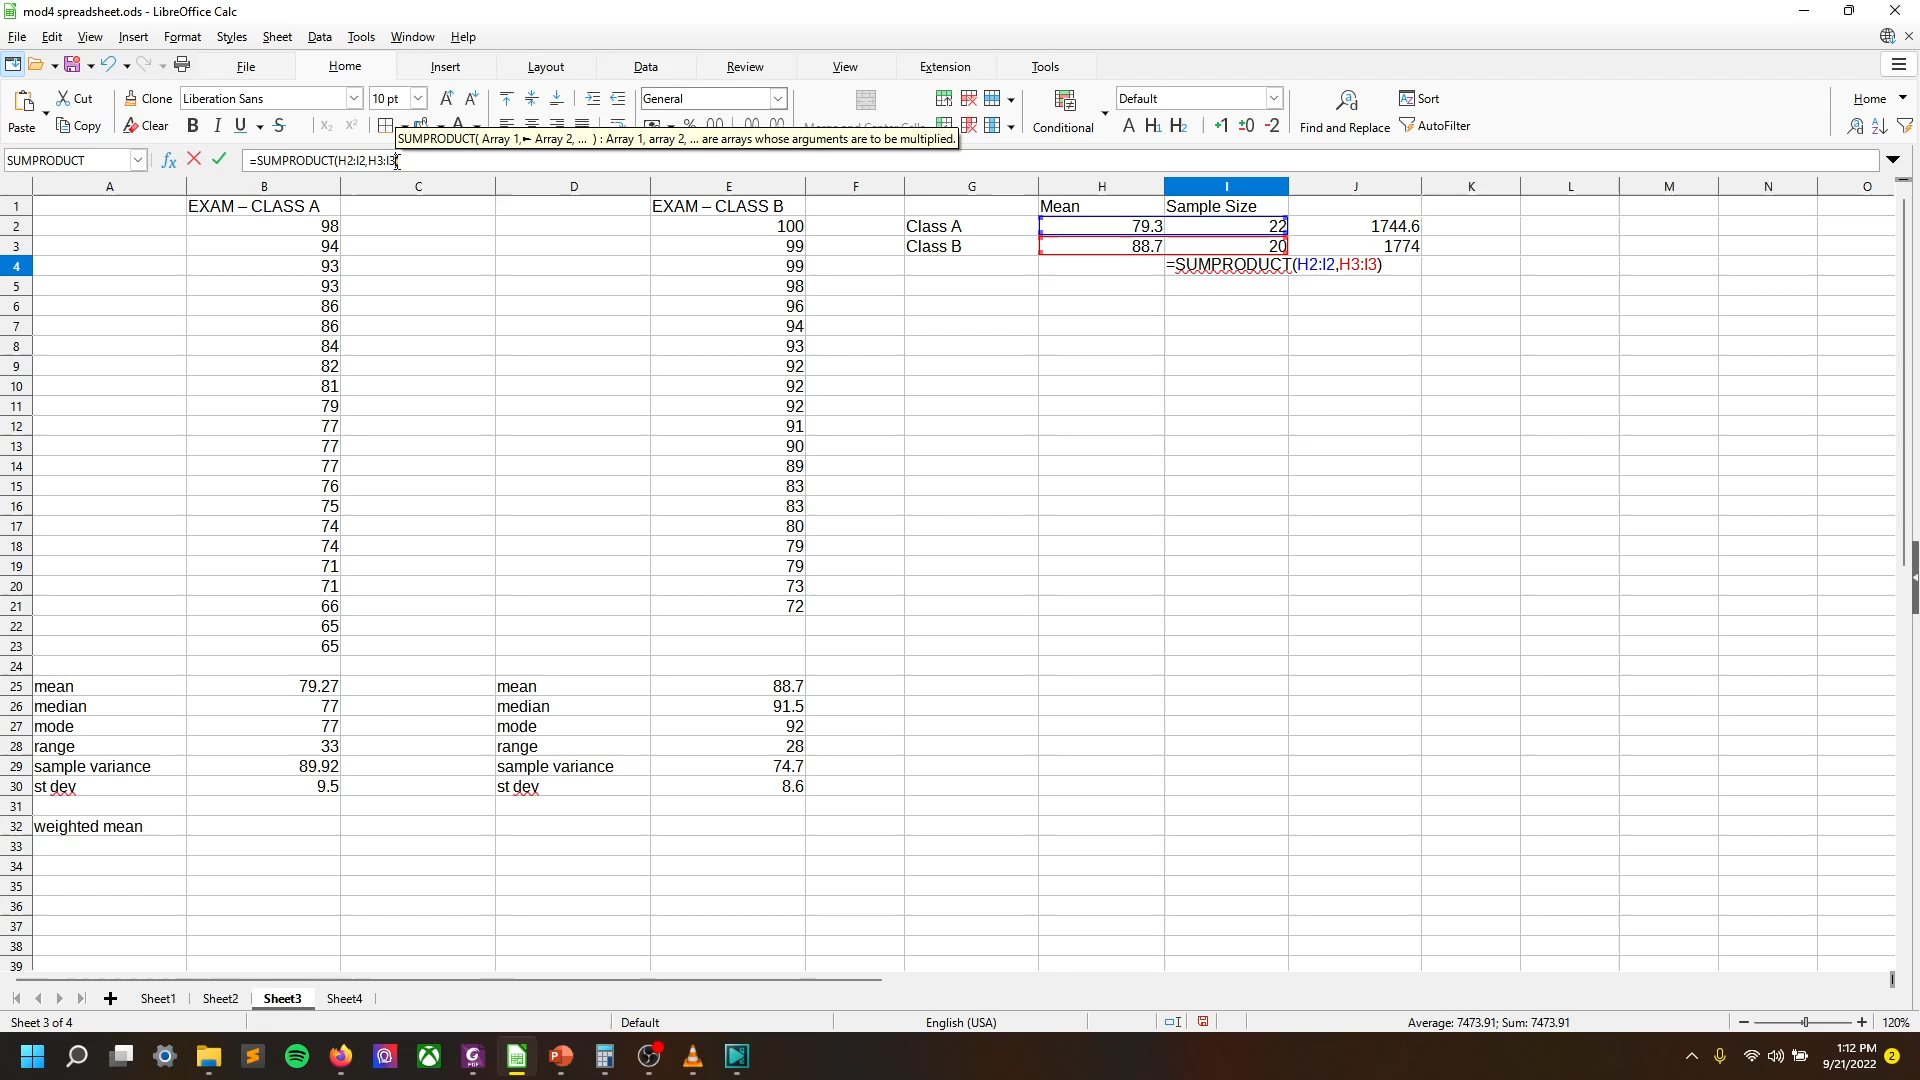 mod4 spreadsheet.ods - LibreOffice Calc
File Edit View Insert Format Styles Sheet Data Tools Window Help
File Home Insert Layout Data Review View Extension Tools
Cut Clone Liberation Sans 10 pt General Default Sort Home
Paste Copy Clear B I U S Conditional A H1 H2 +1 ±0 -2 Find and Replace AutoFilter
SUMPRODUCT( Array 1, Array 2, ... ) : Array 1, array 2, ... are arrays whose arguments are to be multiplied.
SUMPRODUCT fx =SUMPRODUCT(H2:I2,H3:I3)
A B C D E F G H I J K L M N O
1 EXAM – CLASS A EXAM – CLASS B Mean Sample Size
2 98 100 Class A 79.3 22 1744.6
3 94 99 Class B 88.7 20 1774
4 93 99 =SUMPRODUCT(H2:I2,H3:I3)
5 93 98
6 86 96
7 86 94
8 84 93
9 82 92
10 81 92
11 79 92
12 77 91
13 77 90
14 77 89
15 76 83
16 75 83
17 74 80
18 74 79
19 71 79
20 71 73
21 66 72
22 65
23 65
24
25 mean 79.27 mean 88.7
26 median 77 median 91.5
27 mode 77 mode 92
28 range 33 range 28
29 sample variance 89.92 sample variance 74.7
30 st dev 9.5 st dev 8.6
31
32 weighted mean
33
34
35
36
37
38
39
Sheet1 Sheet2 Sheet3 Sheet4
Sheet 3 of 4 Default English (USA) Average: 7473.91; Sum: 7473.91 120%
1:12 PM
9/21/2022 2